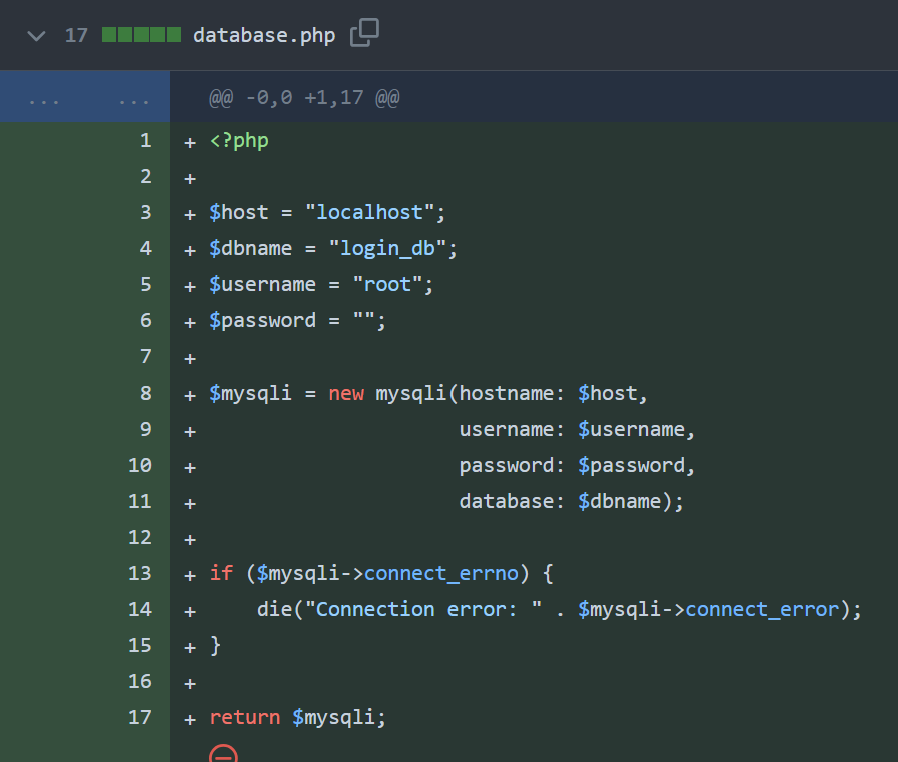 17 database.php
... ... @@ -0,0 +1,17 @@
1 + <?php
2 +
3 + $host = "localhost";
4 + $dbname = "login_db";
5 + $username = "root";
6 + $password = "";
7 +
8 + $mysqli = new mysqli(hostname: $host,
9 +                      username: $username,
10 +                      password: $password,
11 +                      database: $dbname);
12 +
13 + if ($mysqli->connect_errno) {
14 +     die("Connection error: " . $mysqli->connect_error);
15 + }
16 +
17 + return $mysqli;